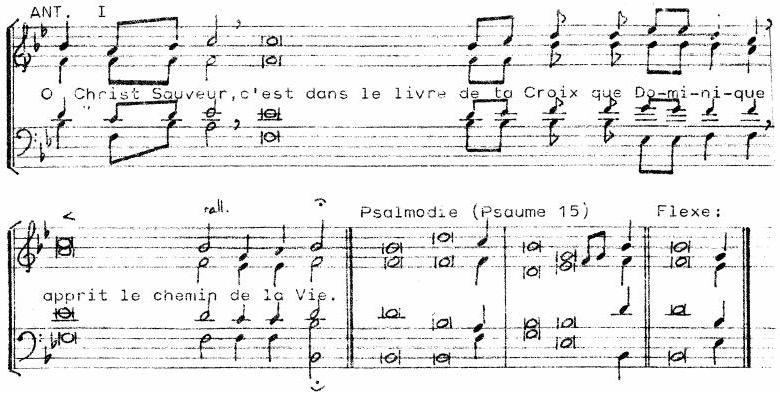 ANT. I
O Christ Sauveur,c'est dans le livre de ta Croix que Do-mi-ni-que
rall.
Psalmodie (Psaume 15) Flexe:
apprit le chemin de la Vie.